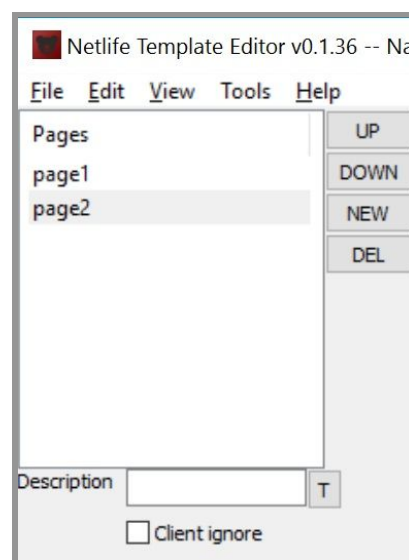 Netlife Template Editor v0.1.36 -- Na
File Edit View Tools Help
Pages
page1
page2
UP
DOWN
NEW
DEL
Description
T
Client ignore